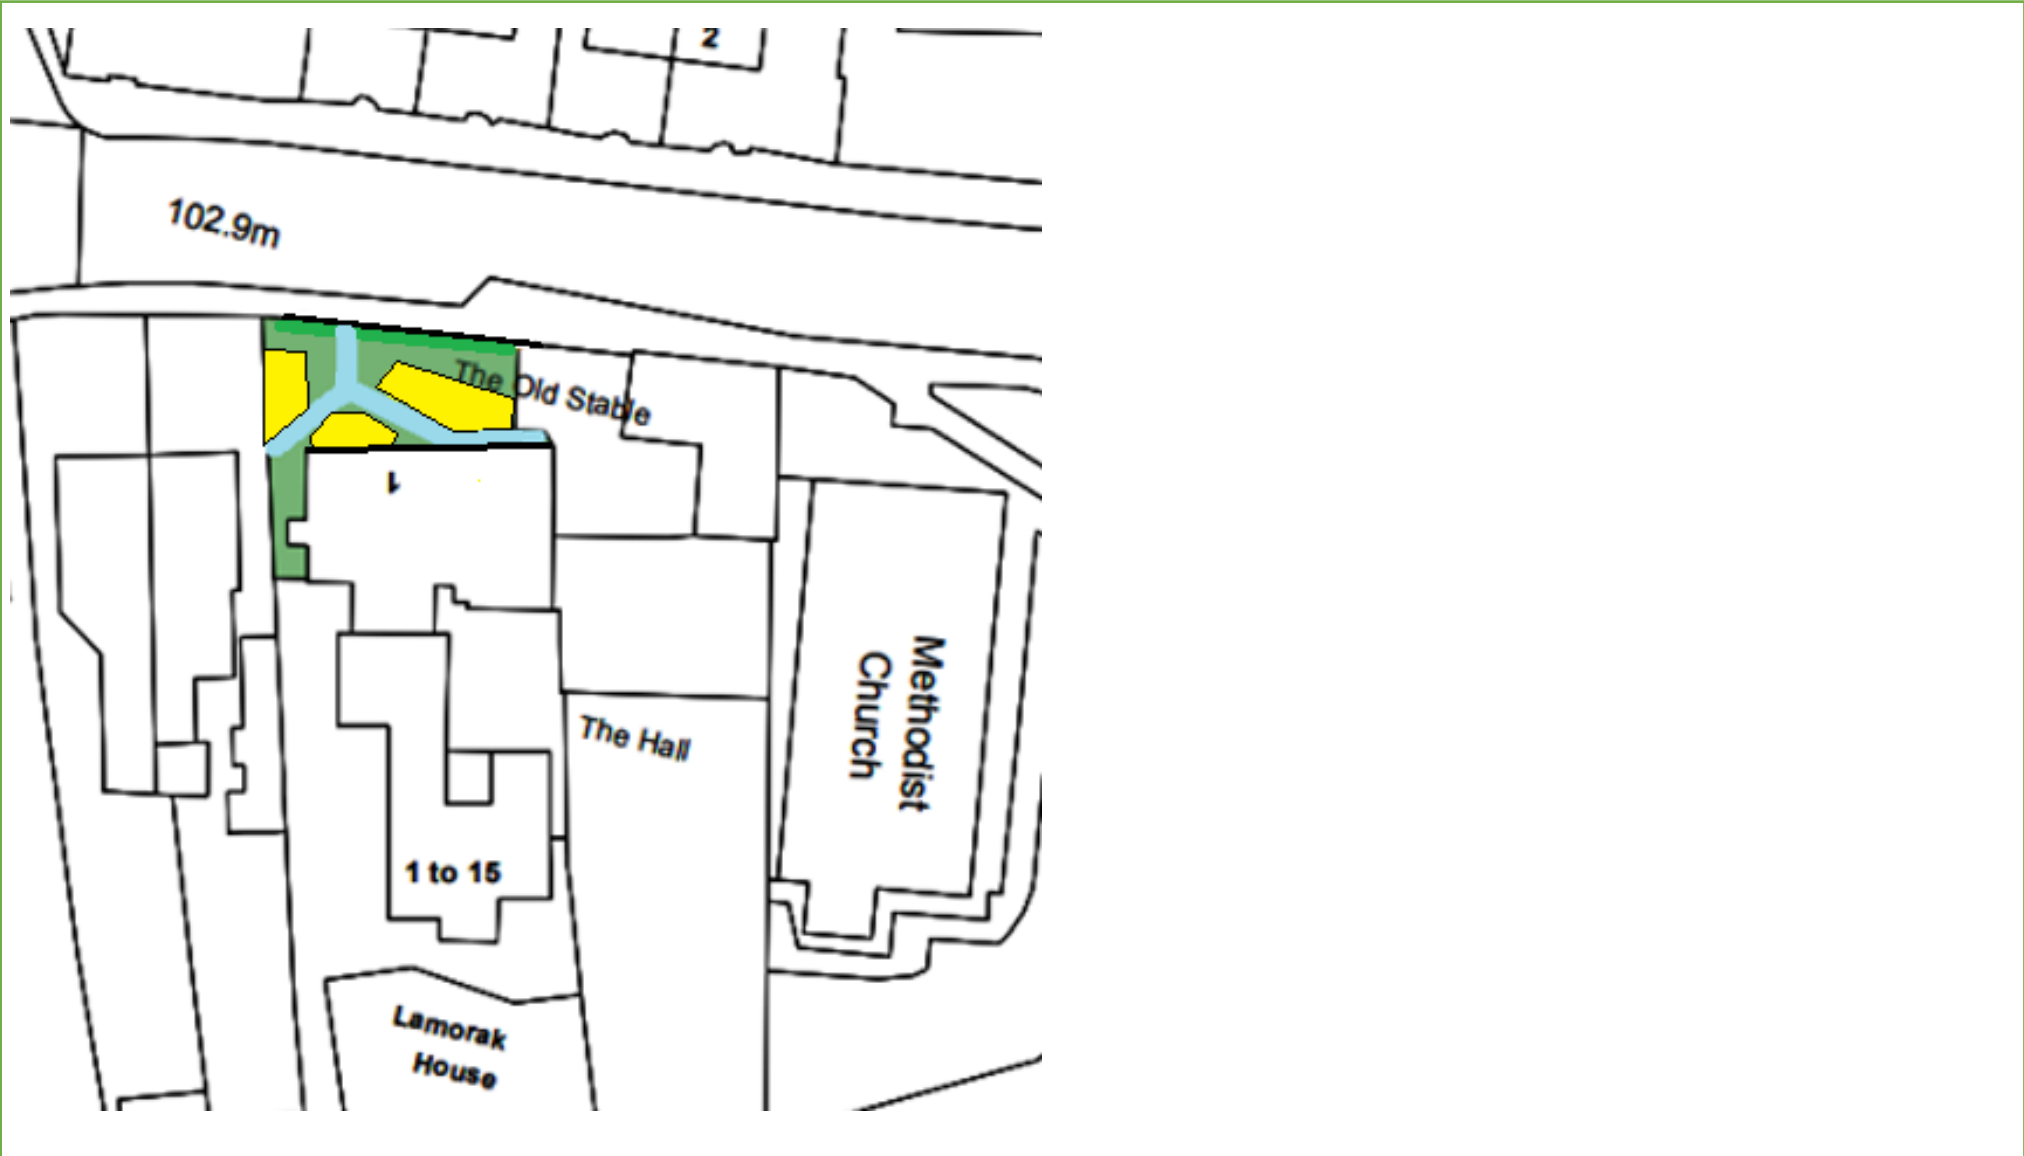 2
102.9m
The Old Stable
1
Methodist
Church
The Hall
1 to 15
Lamorak
House